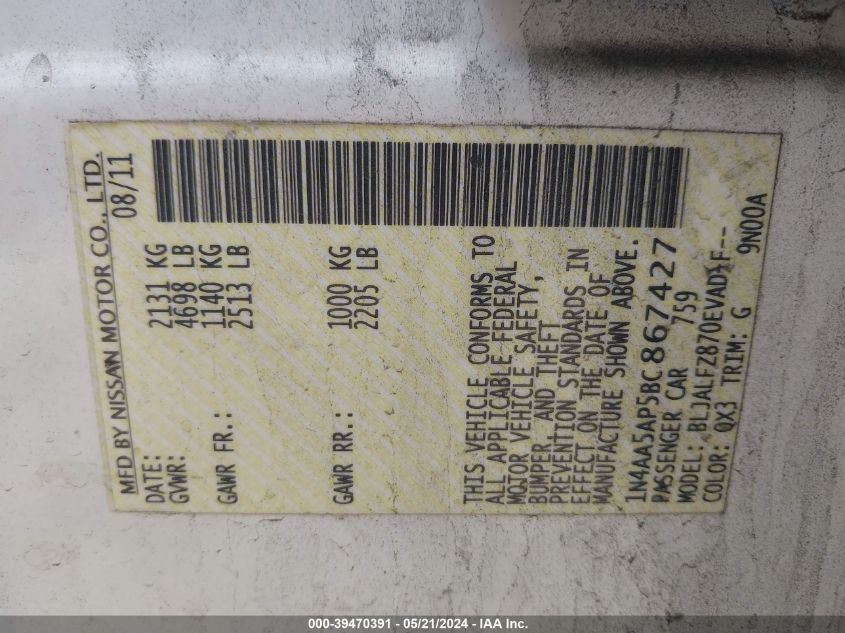 MFD BY NISSAN MOTOR CO., LTD.
DATE: 08/11
GVWR: 2131 KG
4698 LB
GAWR FR.: 1140 KG
2513 LB
GAWR RR.: 1000 KG
2205 LB
THIS VEHICLE CONFORMS TO
ALL APPLICABLE FEDERAL
MOTOR VEHICLE SAFETY,
BUMPER AND THEFT
PREVENTION STANDARDS IN
EFFECT ON THE DATE OF
MANUFACTURE SHOWN ABOVE.
1N4AA5AP5BC867427
PASSENGER CAR 759
MODEL: BLJALFZ870EVAD-F--
COLOR: QX3 TRIM: G 9N00A
000-39470391 - 05/21/2024 - IAA Inc.